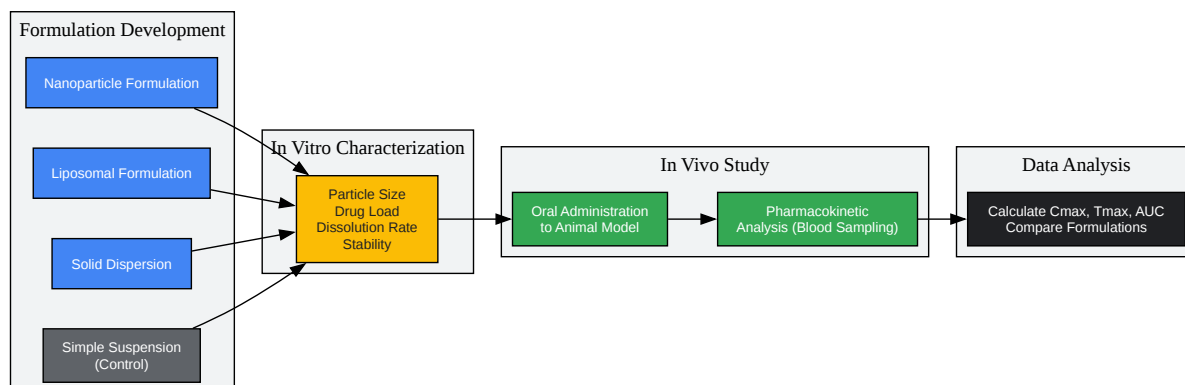 Formulation Development
Nanoparticle Formulation
Liposomal Formulation
Solid Dispersion
Simple Suspension
(Control)
In Vitro Characterization
Particle Size
Drug Load
Dissolution Rate
Stability
In Vivo Study
Oral Administration
to Animal Model
Pharmacokinetic
Analysis (Blood Sampling)
Data Analysis
Calculate Cmax, Tmax, AUC
Compare Formulations